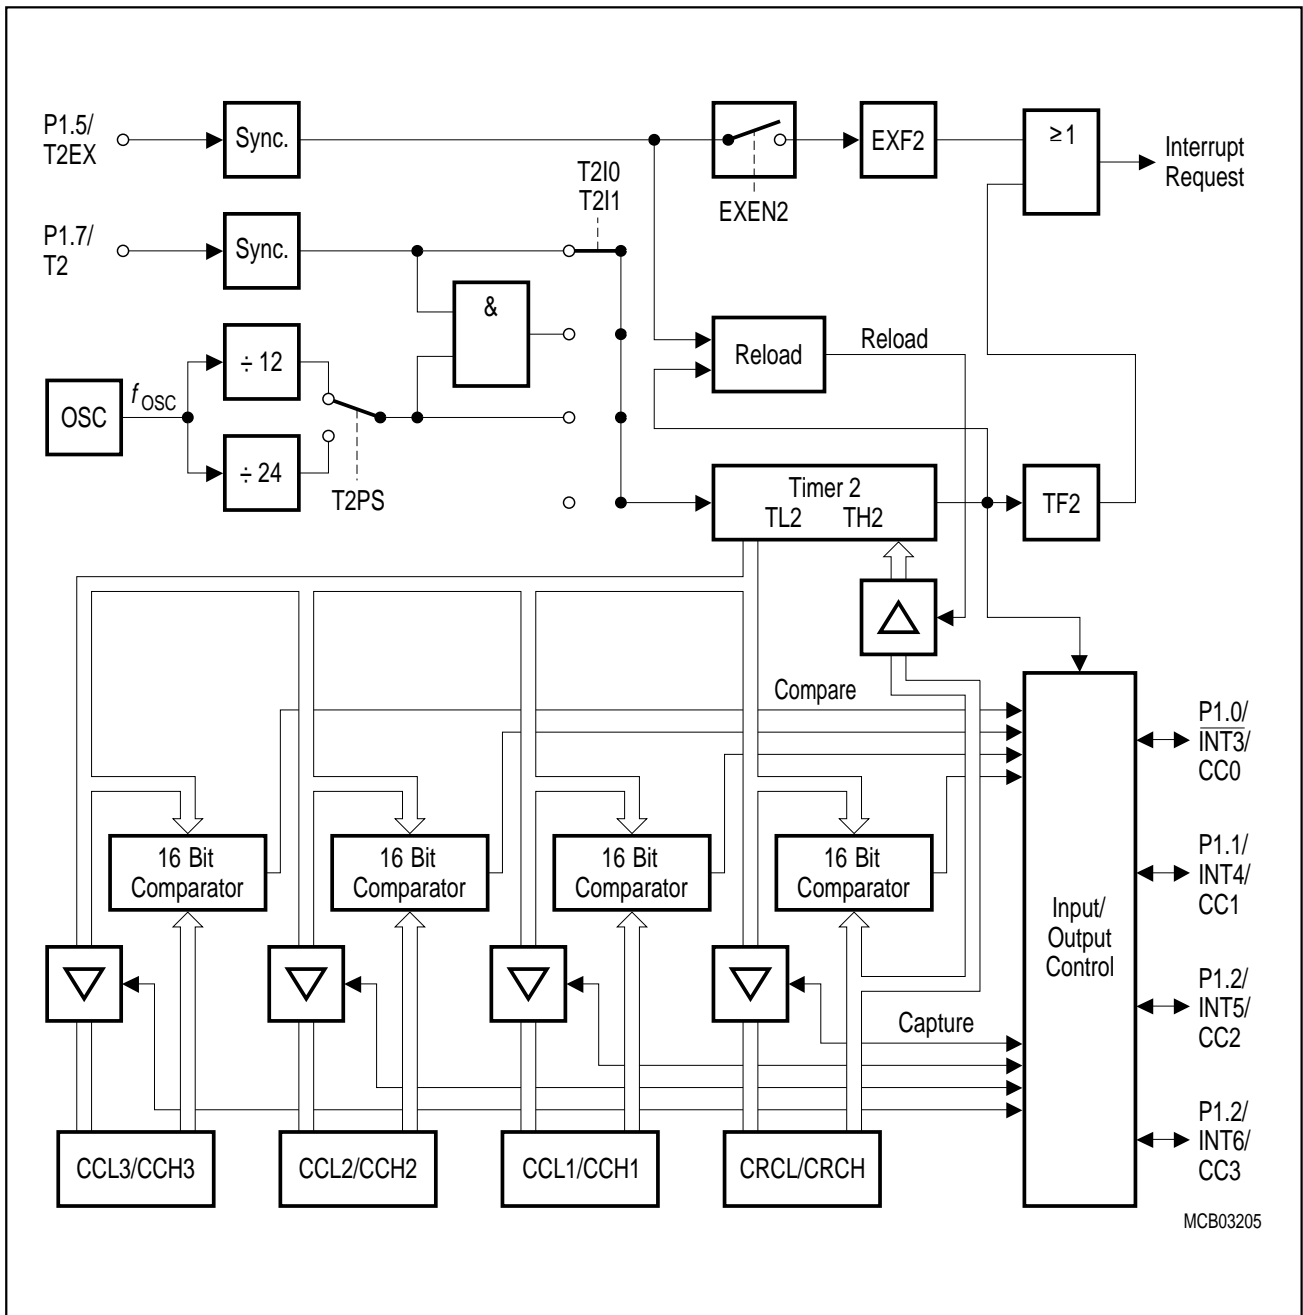 P1.5/
T2EX
Sync.
EXEN2
EXF2
≥1
Interrupt
Request
T2I0
T2I1
P1.7/
T2
Sync.
&
÷ 12
OSC
f OSC
÷ 24
T2PS
Reload
Reload
Timer 2
TL2 TH2
TF2
Compare
16 Bit
Comparator
16 Bit
Comparator
16 Bit
Comparator
16 Bit
Comparator
Capture
Input/
Output
Control
P1.0/
INT3/
CC0
P1.1/
INT4/
CC1
P1.2/
INT5/
CC2
P1.2/
INT6/
CC3
CCL3/CCH3
CCL2/CCH2
CCL1/CCH1
CRCL/CRCH
MCB03205